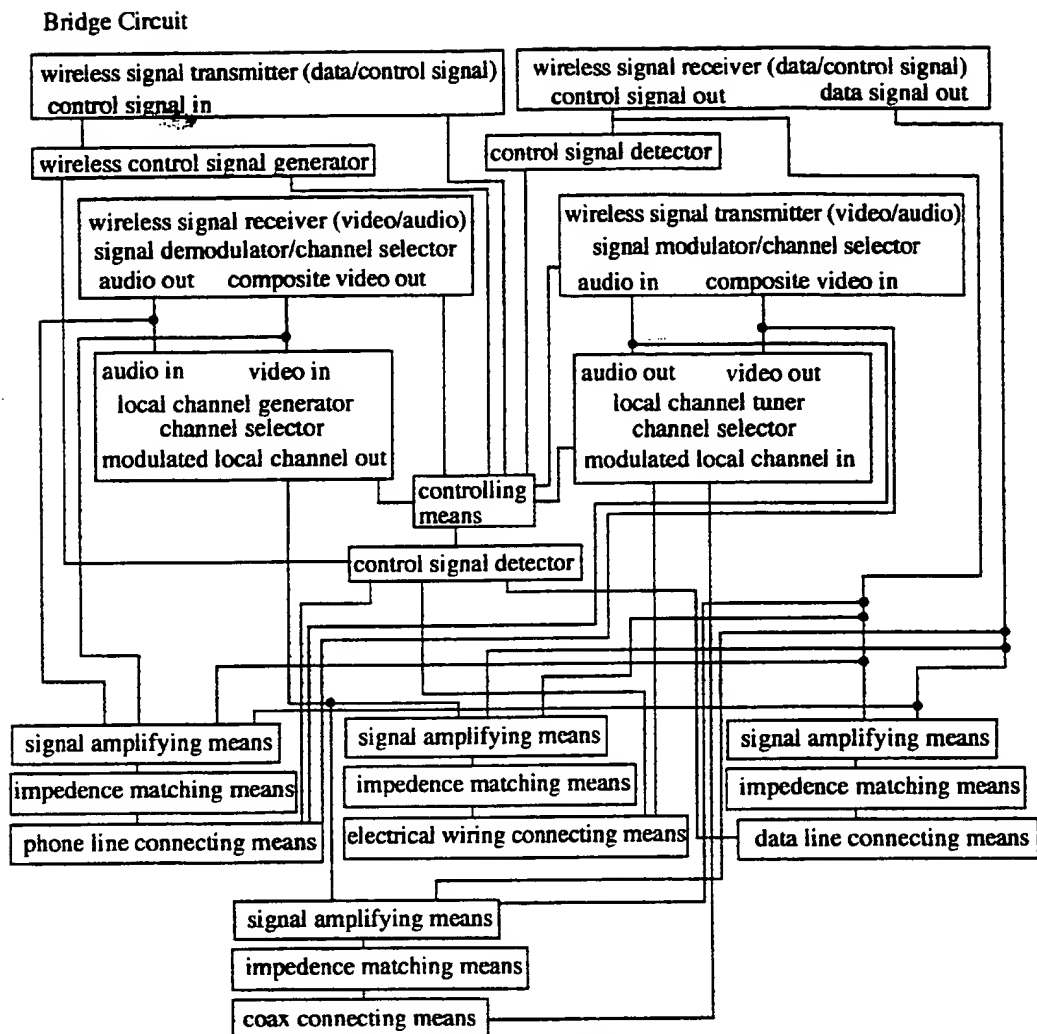 Bridge Circuit
wireless signal transmitter (data/control signal)
control signal in
wireless signal receiver (data/control signal)
control signal out data signal out
wireless control signal generator
control signal detector
wireless signal receiver (video/audio)
signal demodulator/channel selector
audio out composite video out
wireless signal transmitter (video/audio)
signal modulator/channel selector
audio in composite video in
audio in video in
local channel generator
channel selector
modulated local channel out
audio out video out
local channel tuner
channel selector
modulated local channel in
controlling
means
control signal detector
signal amplifying means
impedence matching means
phone line connecting means
signal amplifying means
impedence matching means
electrical wiring connecting means
signal amplifying means
impedence matching means
data line connecting means
signal amplifying means
impedence matching means
coax connecting means